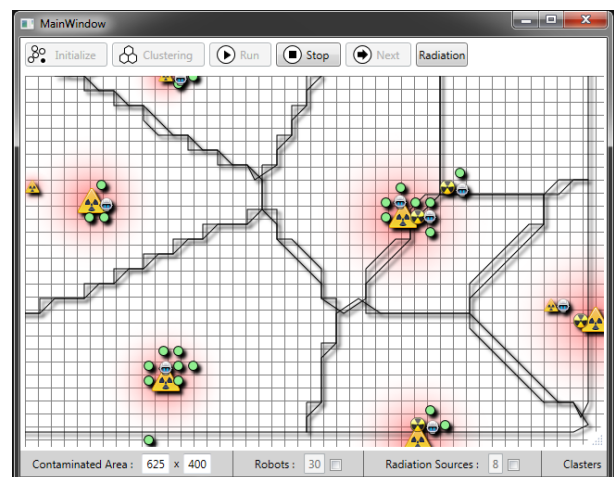 MainWindow
Initialize Clustering Run Stop Next Radiation
Contaminated Area : 625 x 400 Robots : 30 Radiation Sources : 8 Clasters